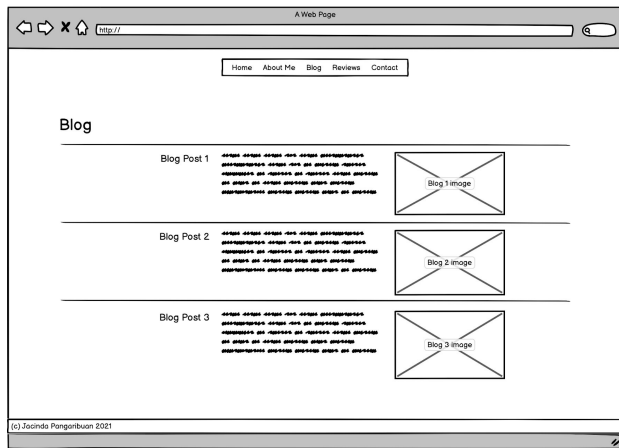 A Web Page
http://
Home About Me Blog Reviews Contact
Blog
Blog Post 1
Blog 1 image
Blog Post 2
Blog 2 image
Blog Post 3
Blog 3 image
(c) Jacinda Pangaribuan 2021